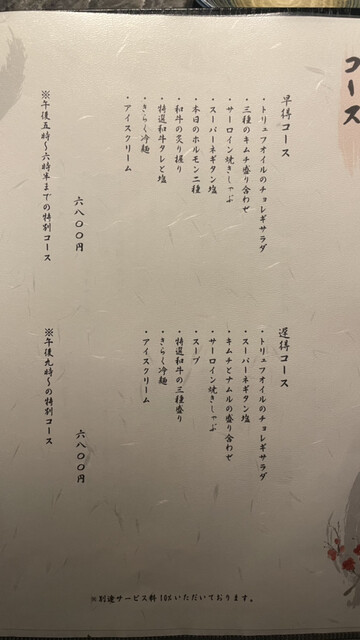 コース
早得コース
・トリュフオイルのチョレギサラダ
・三種のキムチ盛り合わせ
・サーロイン焼きしゃぶ
・スーパーネギタン塩
・本日のホルモン二種
・和牛の炙り握り
・特選和牛タレと塩
・きらく冷麺
・アイスクリーム
六八００円
※午後五時～六時半までの特別コース
遅得コース
・トリュフオイルのチョレギサラダ
・スーパーネギタン塩
・キムチとナムルの盛り合わせ
・サーロイン焼きしゃぶ
・スープ
・特選和牛の三種盛り
・きらく冷麺
・アイスクリーム
六八００円
※午後九時～の特別コース
※別途サービス料10%いただいております。